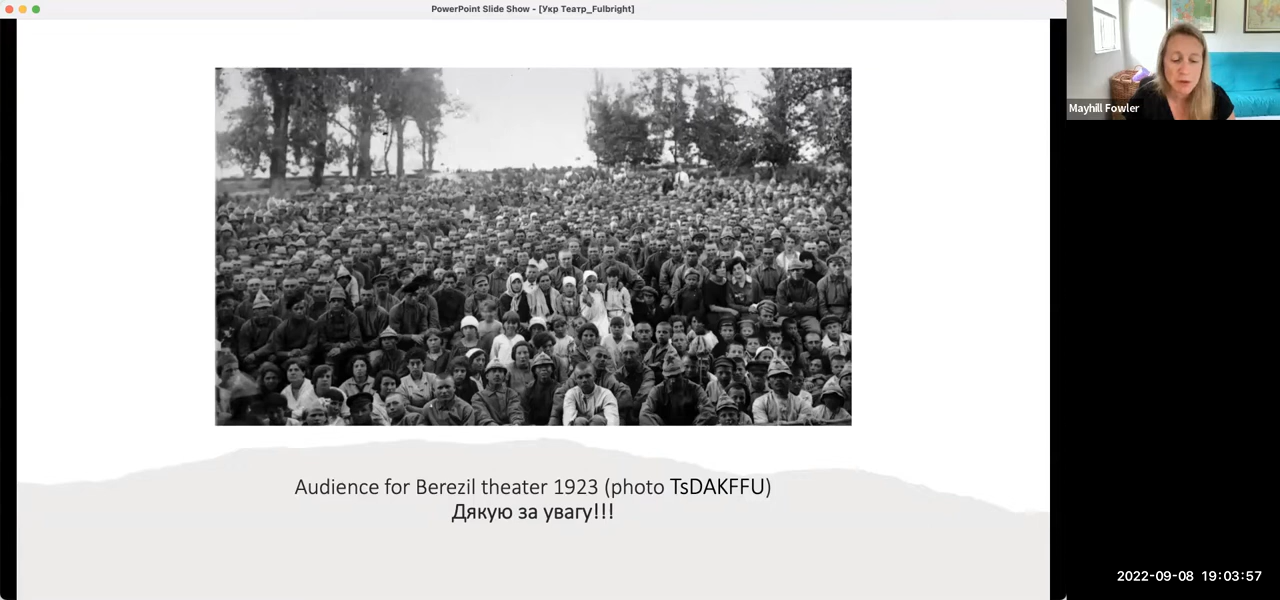 PowerPoint Slide Show - [Укр Театр_Fulbright]
Mayhill Fowler
Audience for Berezil theater 1923 (photo TsDAKFFU)
Дякую за увагу!!!
2022-09-08 19:03:57